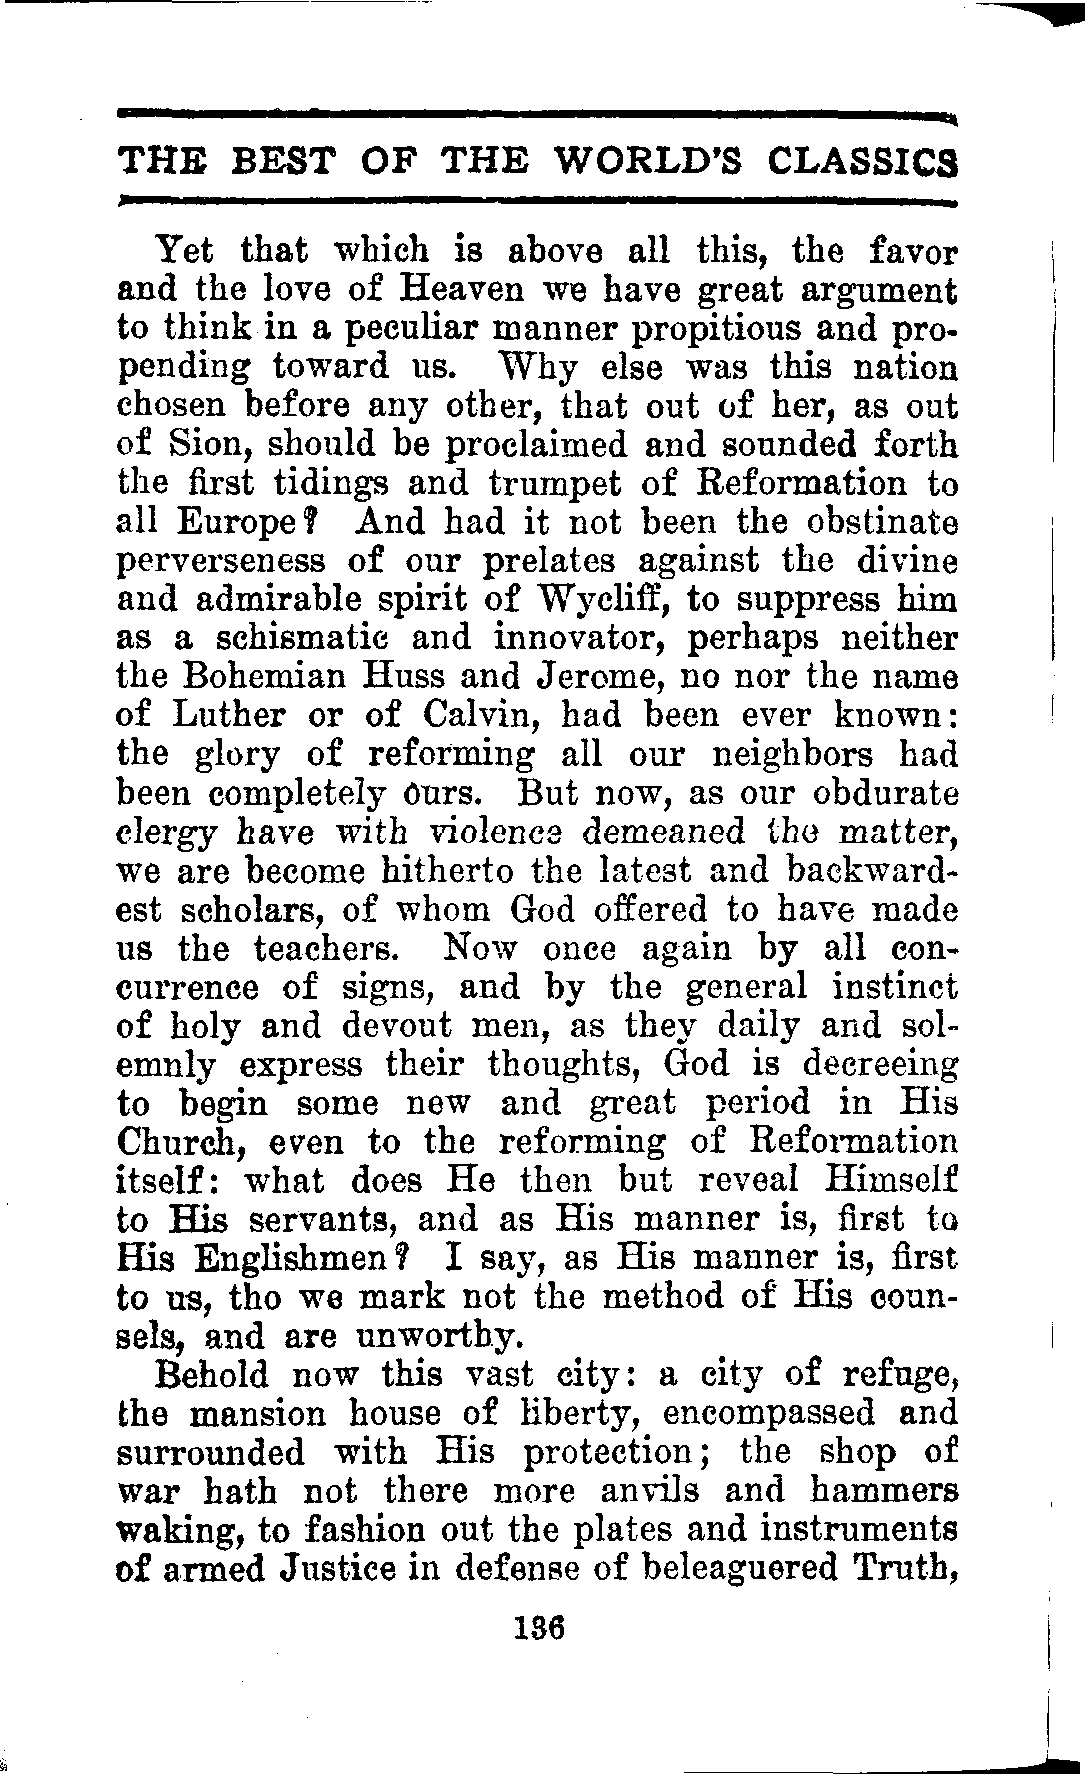 THE BEST OF THE WORLD'S CLASSICS
Yet that which is above all this, the favor
and the love of Heaven we have great argument
to think in a peculiar manner propitious and pro-
pending toward us. Why else was this nation
chosen before any other, that out of her, as out
of Sion, should be proclaimed and sounded forth
the first tidings and trumpet of Reformation to
all Europe? And had it not been the obstinate
perverseness of our prelates against the divine
and admirable spirit of Wycliff, to suppress him
as a schismatic and innovator, perhaps neither
the Bohemian Huss and Jerome, no nor the name
of Luther or of Calvin, had been ever known:
the glory of reforming all our neighbors had
been completely ours. But now, as our obdurate
clergy have with violence demeaned the matter,
we are become hitherto the latest and backward-
est scholars, of whom God offered to have made
us the teachers. Now once again by all con-
currence of signs, and by the general instinct
of holy and devout men, as they daily and sol-
emnly express their thoughts, God is decreeing
to begin some new and great period in His
Church, even to the reforming of Reformation
itself: what does He then but reveal Himself
to His servants, and as His manner is, first to
His Englishmen? I say, as His manner is, first
to us, tho we mark not the method of His coun-
sels, and are unworthy.
Behold now this vast city: a city of refuge,
the mansion house of liberty, encompassed and
surrounded with His protection; the shop of
war hath not there more anvils and hammers
waking, to fashion out the plates and instruments
of armed Justice in defense of beleaguered Truth,
136